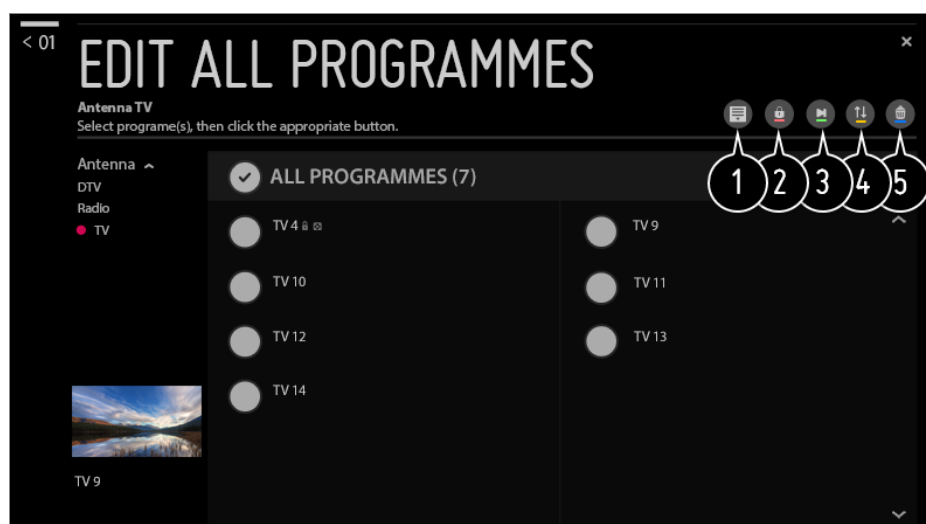 < 01
EDIT ALL PROGRAMMES
×
Antenna TV
Select programe(s), then click the appropriate button.
1 2 3 4 5
Antenna
DTV
Radio
TV
ALL PROGRAMMES (7)
TV 4
TV 9
TV 10
TV 11
TV 12
TV 13
TV 14
TV 9